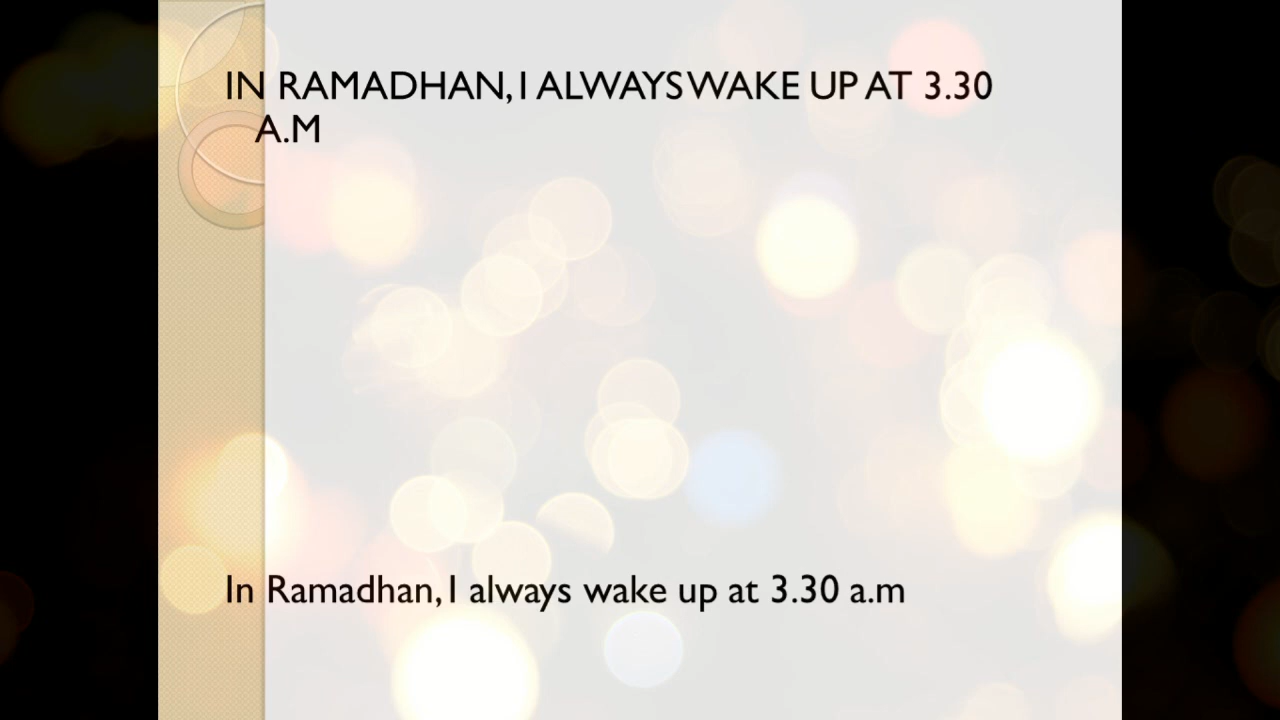 IN RAMADHAN, I ALWAYS WAKE UP AT 3.30
A.M
In Ramadhan, I always wake up at 3.30 a.m